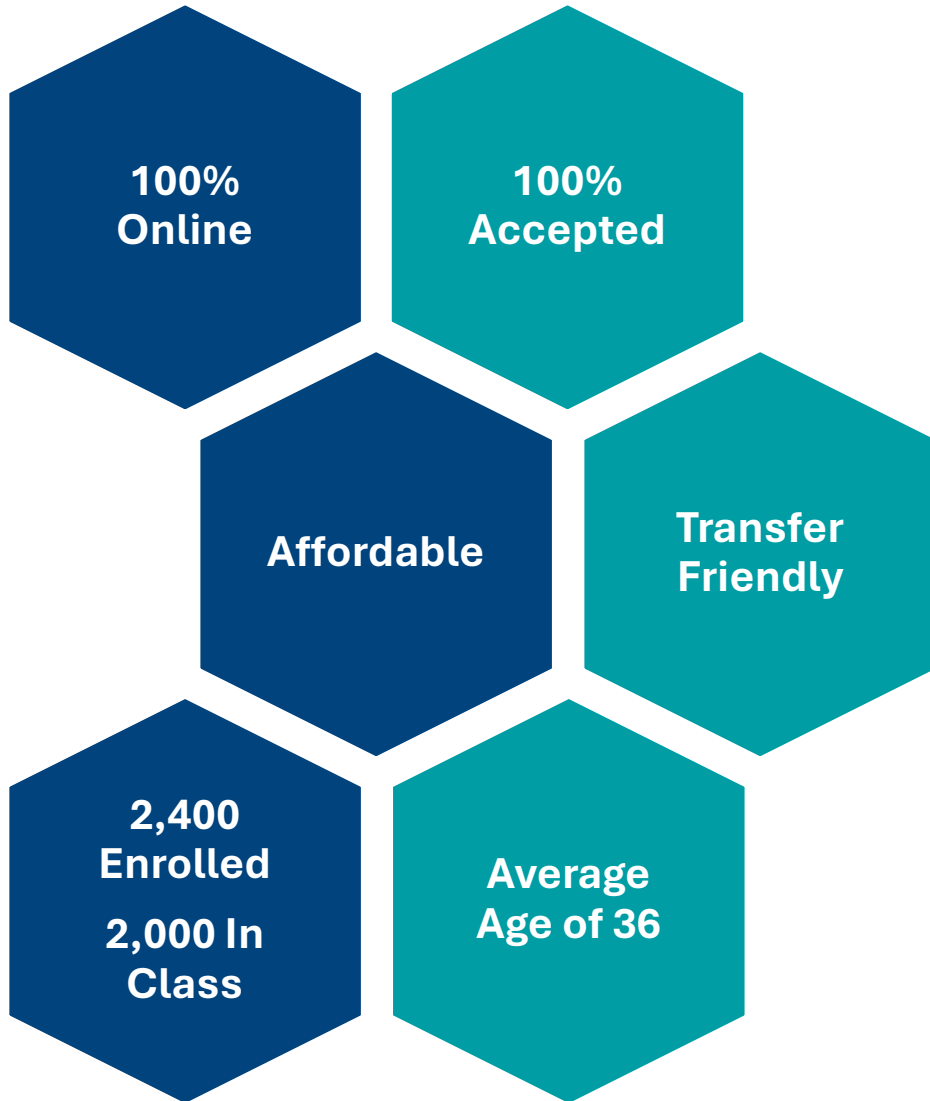 100%
Online
100%
Accepted
Affordable
Transfer
Friendly
2,400
Enrolled
2,000 In
Class
Average
Age of 36